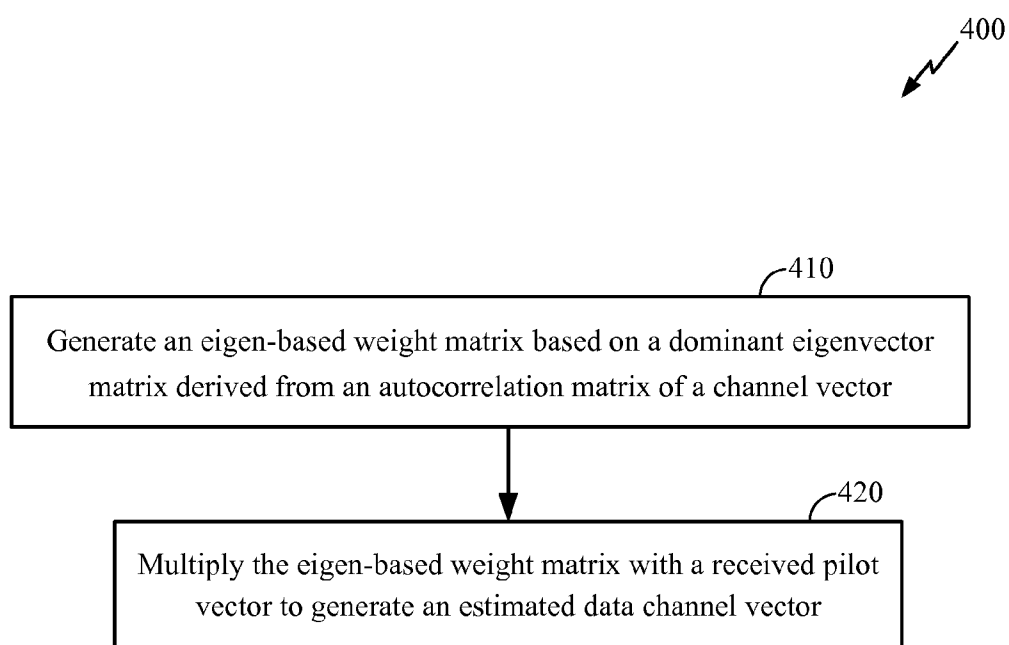 400
410
Generate an eigen-based weight matrix based on a dominant eigenvector
matrix derived from an autocorrelation matrix of a channel vector
420
Multiply the eigen-based weight matrix with a received pilot
vector to generate an estimated data channel vector